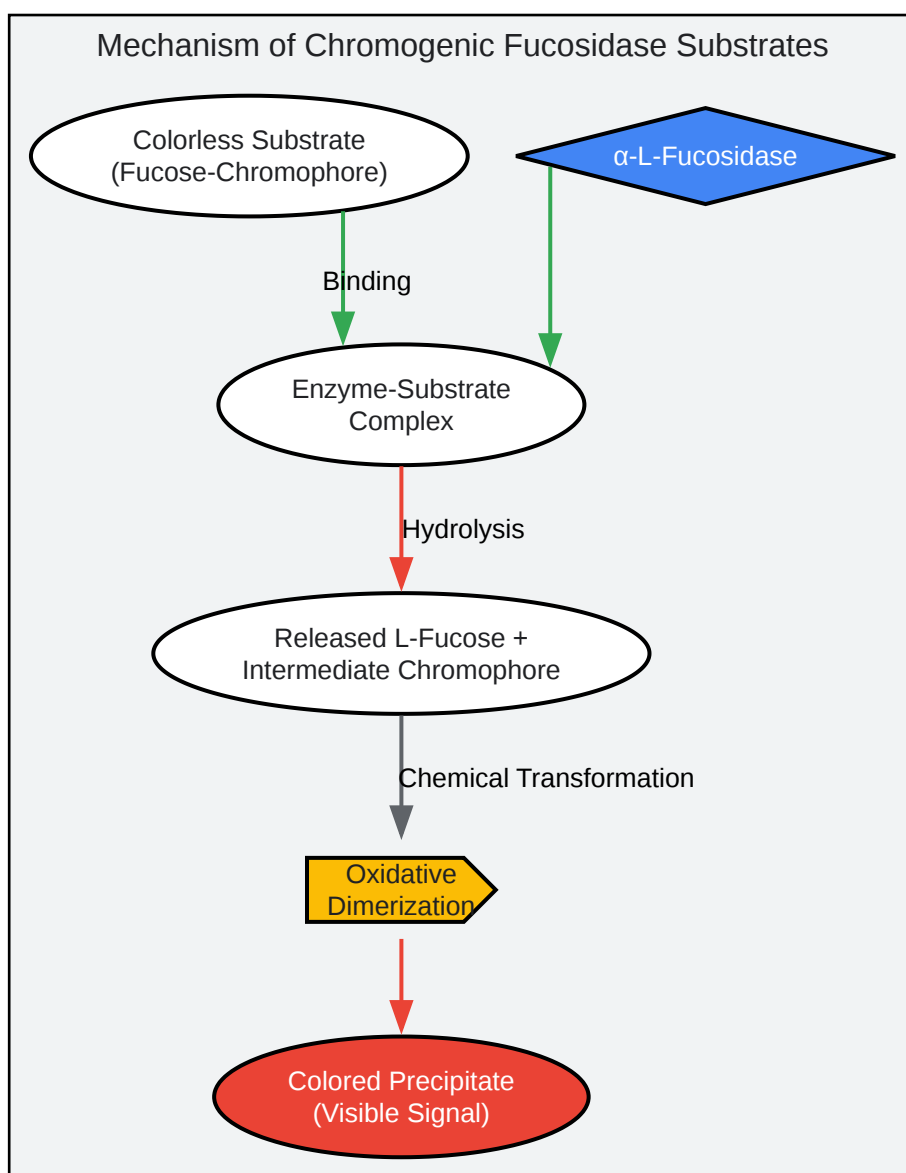 Mechanism of Chromogenic Fucosidase Substrates
Colorless Substrate
(Fucose-Chromophore)
α-L-Fucosidase
Binding
Enzyme-Substrate
Complex
Hydrolysis
Released L-Fucose +
Intermediate Chromophore
Chemical Transformation
Oxidative
Dimerization
Colored Precipitate
(Visible Signal)